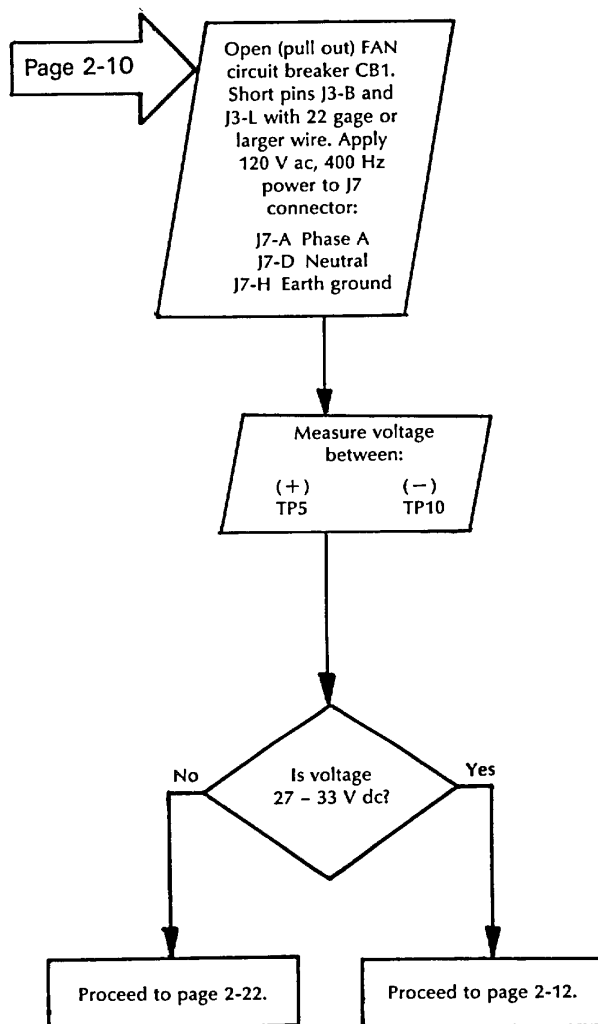 Page 2-10
Open (pull out) FAN
circuit breaker CB1.
Short pins J3-B and
J3-L with 22 gage or
larger wire. Apply
120 V ac, 400 Hz
power to J7
connector:
J7-A Phase A
J7-D Neutral
J7-H Earth ground
Measure voltage
between:
(+) (−)
TP5 TP10
Is voltage
27 – 33 V dc?
No
Yes
Proceed to page 2-22.
Proceed to page 2-12.